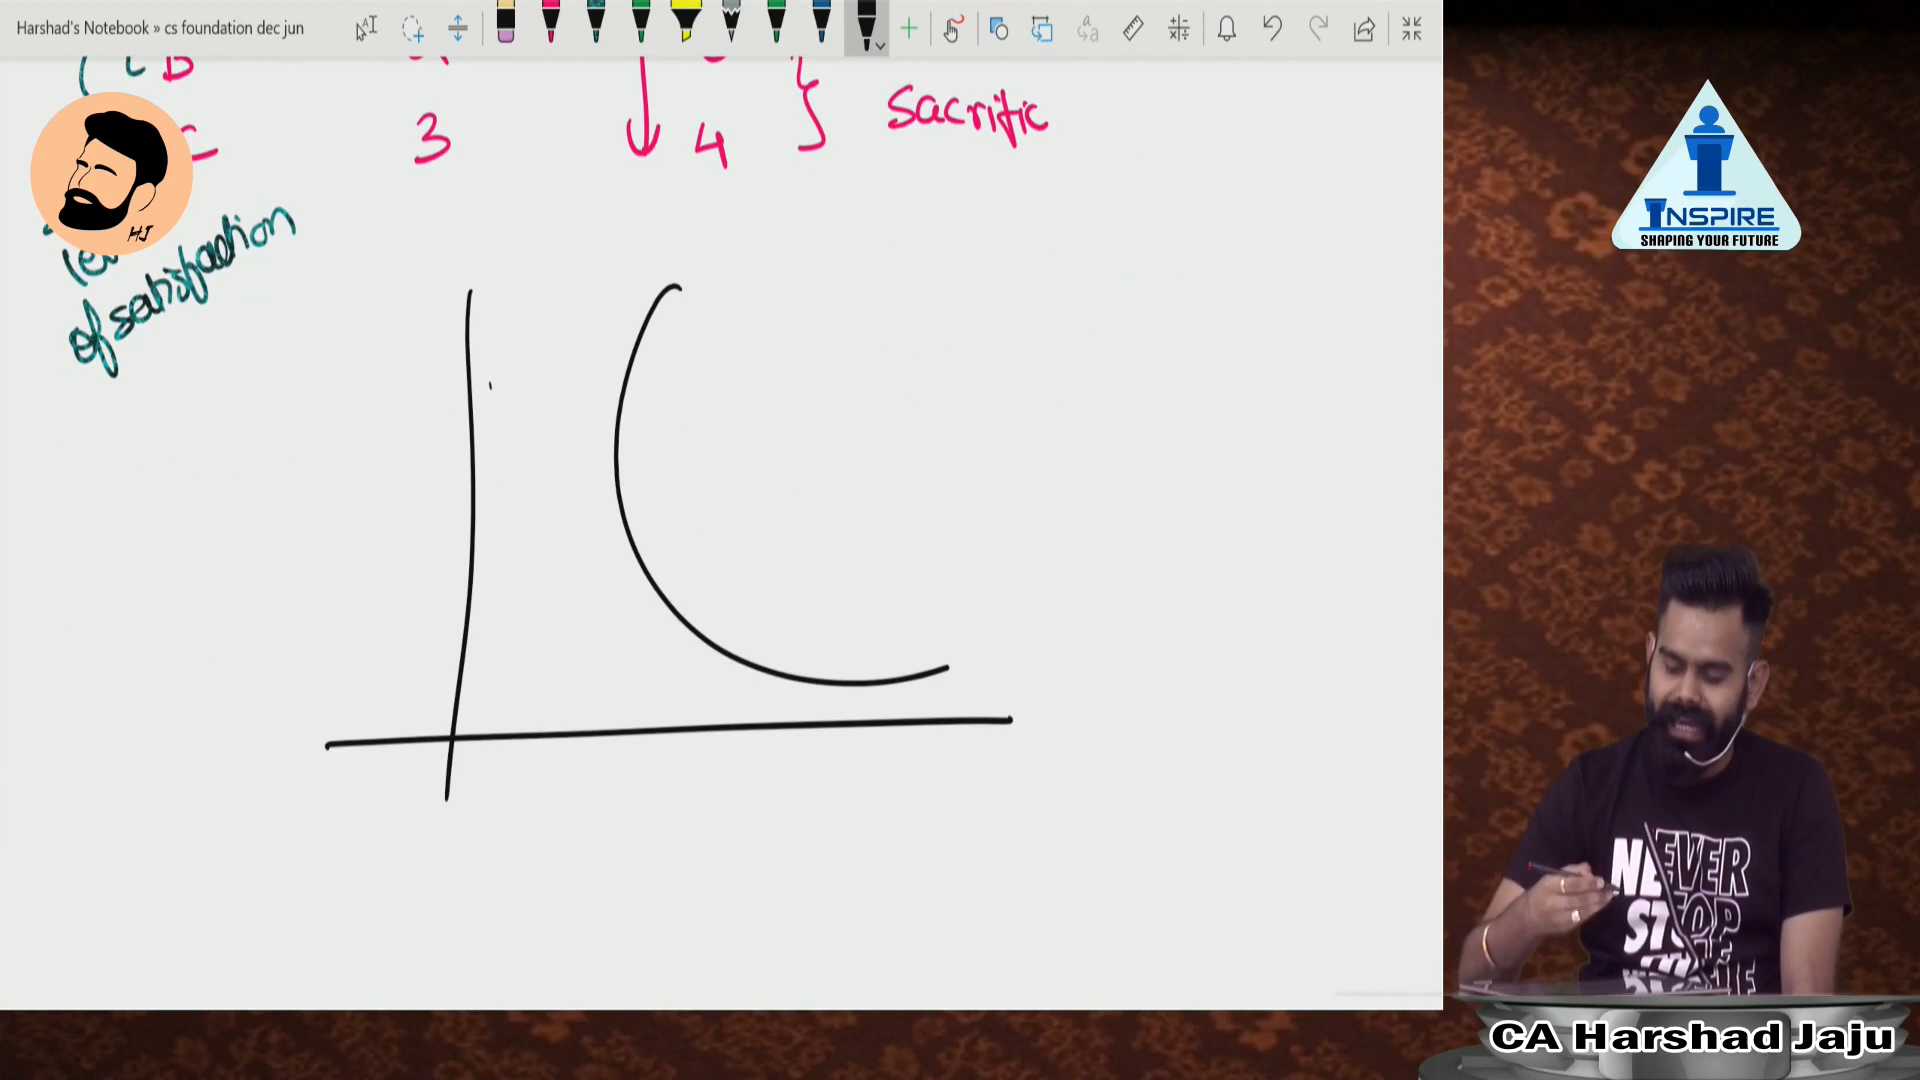 Harshad's Notebook » cs foundation dec jun
B
3
4
sacrific
HJ
of satisfaction
INSPIRE
SHAPING YOUR FUTURE
NEVER
STOP
CA Harshad Jaju